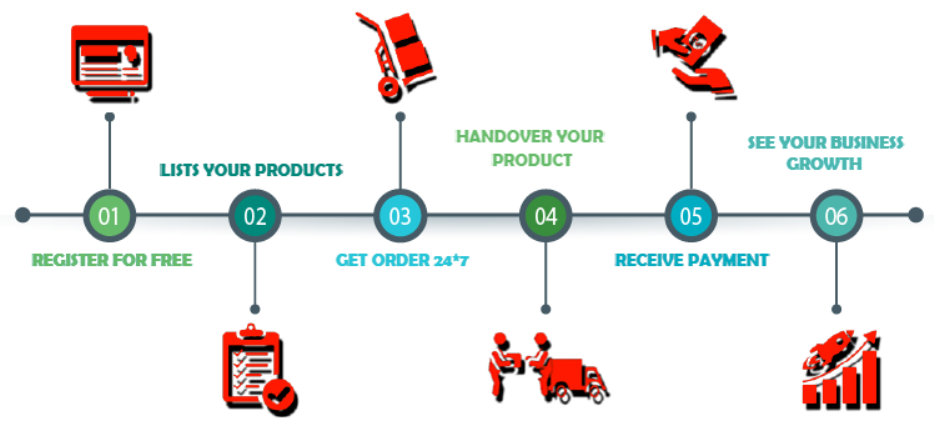 01
REGISTER FOR FREE
LISTS YOUR PRODUCTS
02
03
GET ORDER 24*7
HANDOVER YOUR
PRODUCT
04
05
RECEIVE PAYMENT
SEE YOUR BUSINESS
GROWTH
06